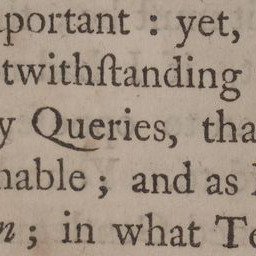 portant : yet,
twithſtanding
y Queries, tha
nable ; and as
n ; in what Te